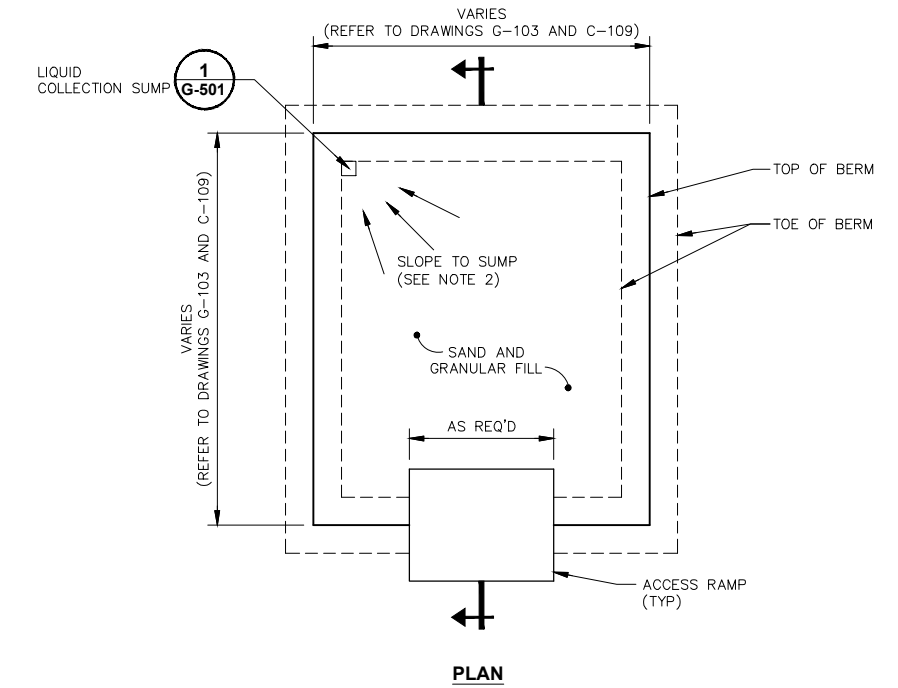 VARIES
(REFER TO DRAWINGS G-103 AND C-109)
LIQUID
COLLECTION SUMP
1
G-501
TOP OF BERM
TOE OF BERM
VARIES
(REFER TO DRAWINGS G-103 AND C-109)
SLOPE TO SUMP
(SEE NOTE 2)
SAND AND
GRANULAR FILL
AS REQ'D
ACCESS RAMP
(TYP)
PLAN